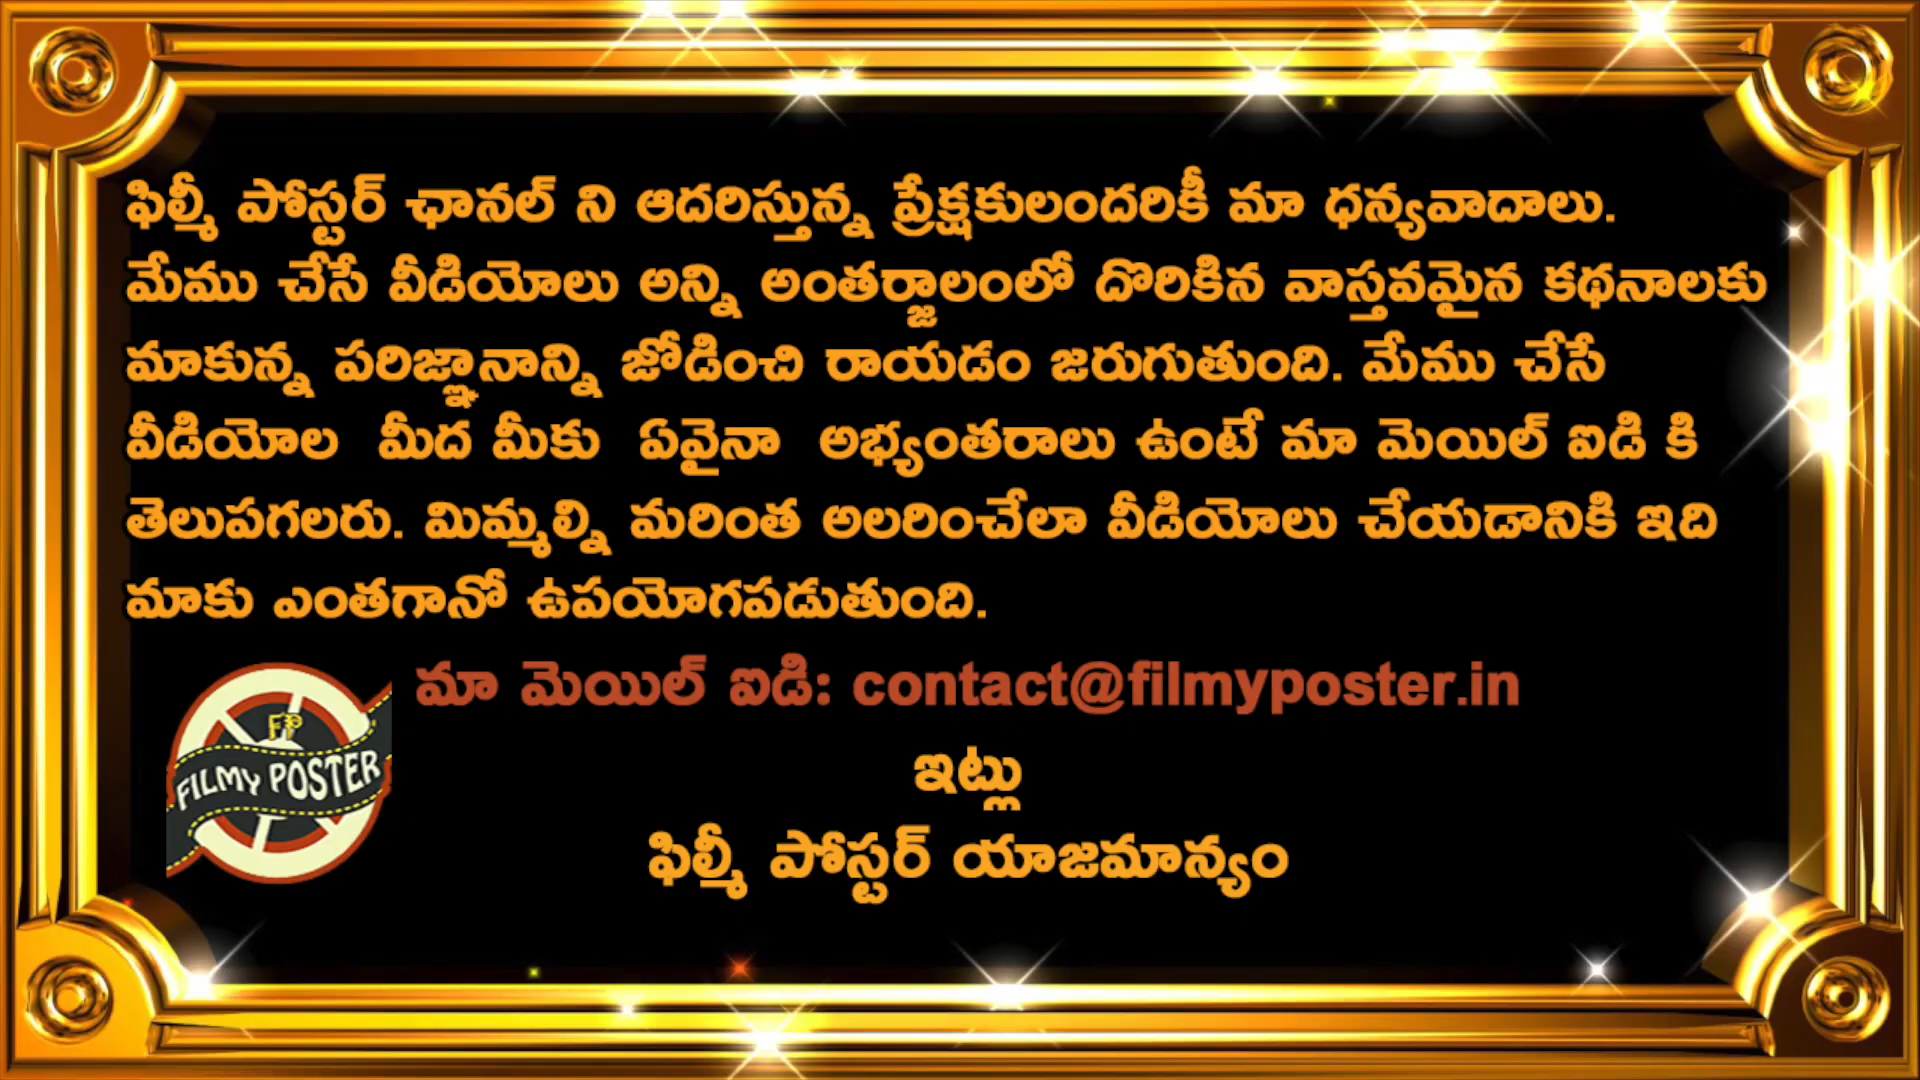 ఫిల్మీ పోస్టర్ ఛానల్ ని ఆదరిస్తున్న ప్రేక్షకులందరికీ మా ధన్యవాదాలు.
మేము చేసే వీడియోలు అన్ని అంతర్జాలంలో దొరికిన వాస్తవమైన కథనాలకు
మాకున్న పరిజ్ఞానాన్ని జోడించి రాయడం జరుగుతుంది. మేము చేసే
వీడియోల మీద మీకు ఏవైనా అభ్యంతరాలు ఉంటే మా మెయిల్ ఐడి కి
తెలుపగలరు. మిమ్మల్ని మరింత అలరించేలా వీడియోలు చేయడానికి ఇది
మాకు ఎంతగానో ఉపయోగపడుతుంది.
మా మెయిల్ ఐడి: contact@filmyposter.in
FP
FILMY POSTER
ఇట్లు
ఫిల్మీ పోస్టర్ యాజమాన్యం